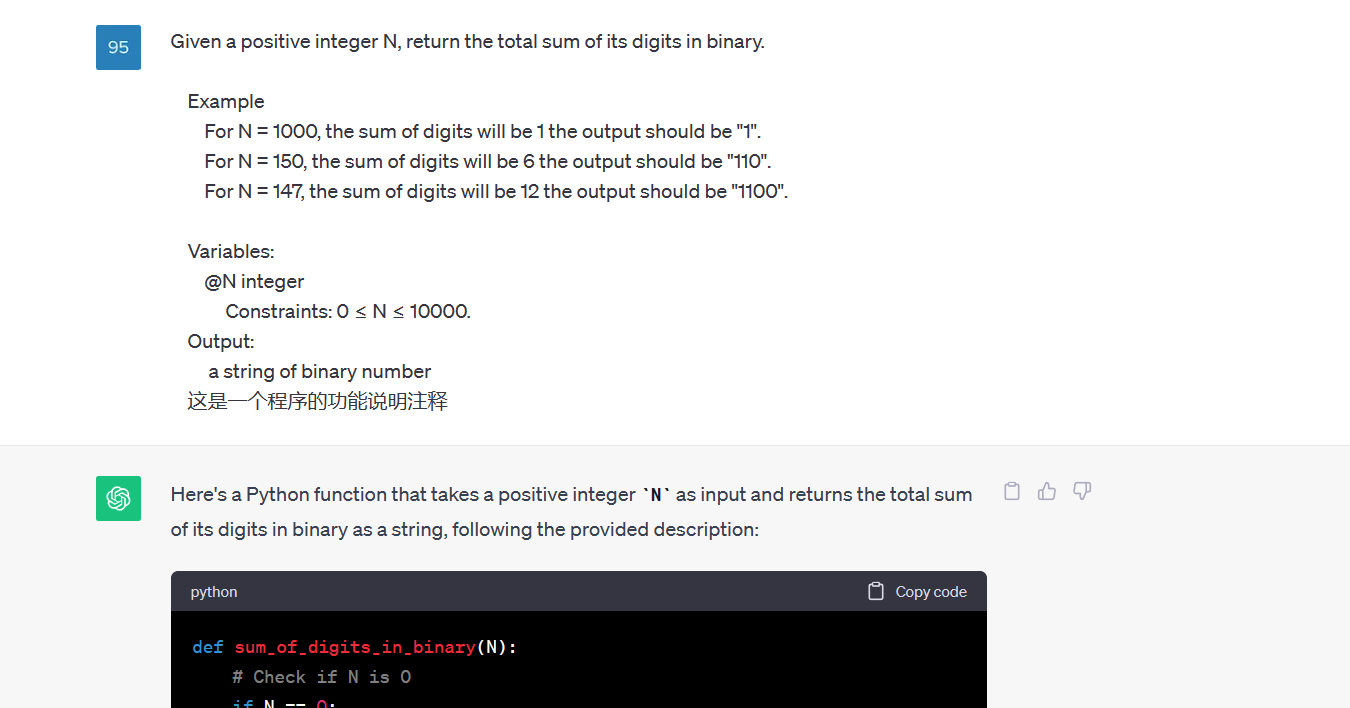 95
Given a positive integer N, return the total sum of its digits in binary.
Example
For N = 1000, the sum of digits will be 1 the output should be "1".
For N = 150, the sum of digits will be 6 the output should be "110".
For N = 147, the sum of digits will be 12 the output should be "1100".
Variables:
@N integer
Constraints: 0 ≤ N ≤ 10000.
Output:
a string of binary number
这是一个程序的功能说明注释
Here's a Python function that takes a positive integer `N` as input and returns the total sum
of its digits in binary as a string, following the provided description:
python
Copy code
def sum_of_digits_in_binary(N):
# Check if N is 0
if N == 0: